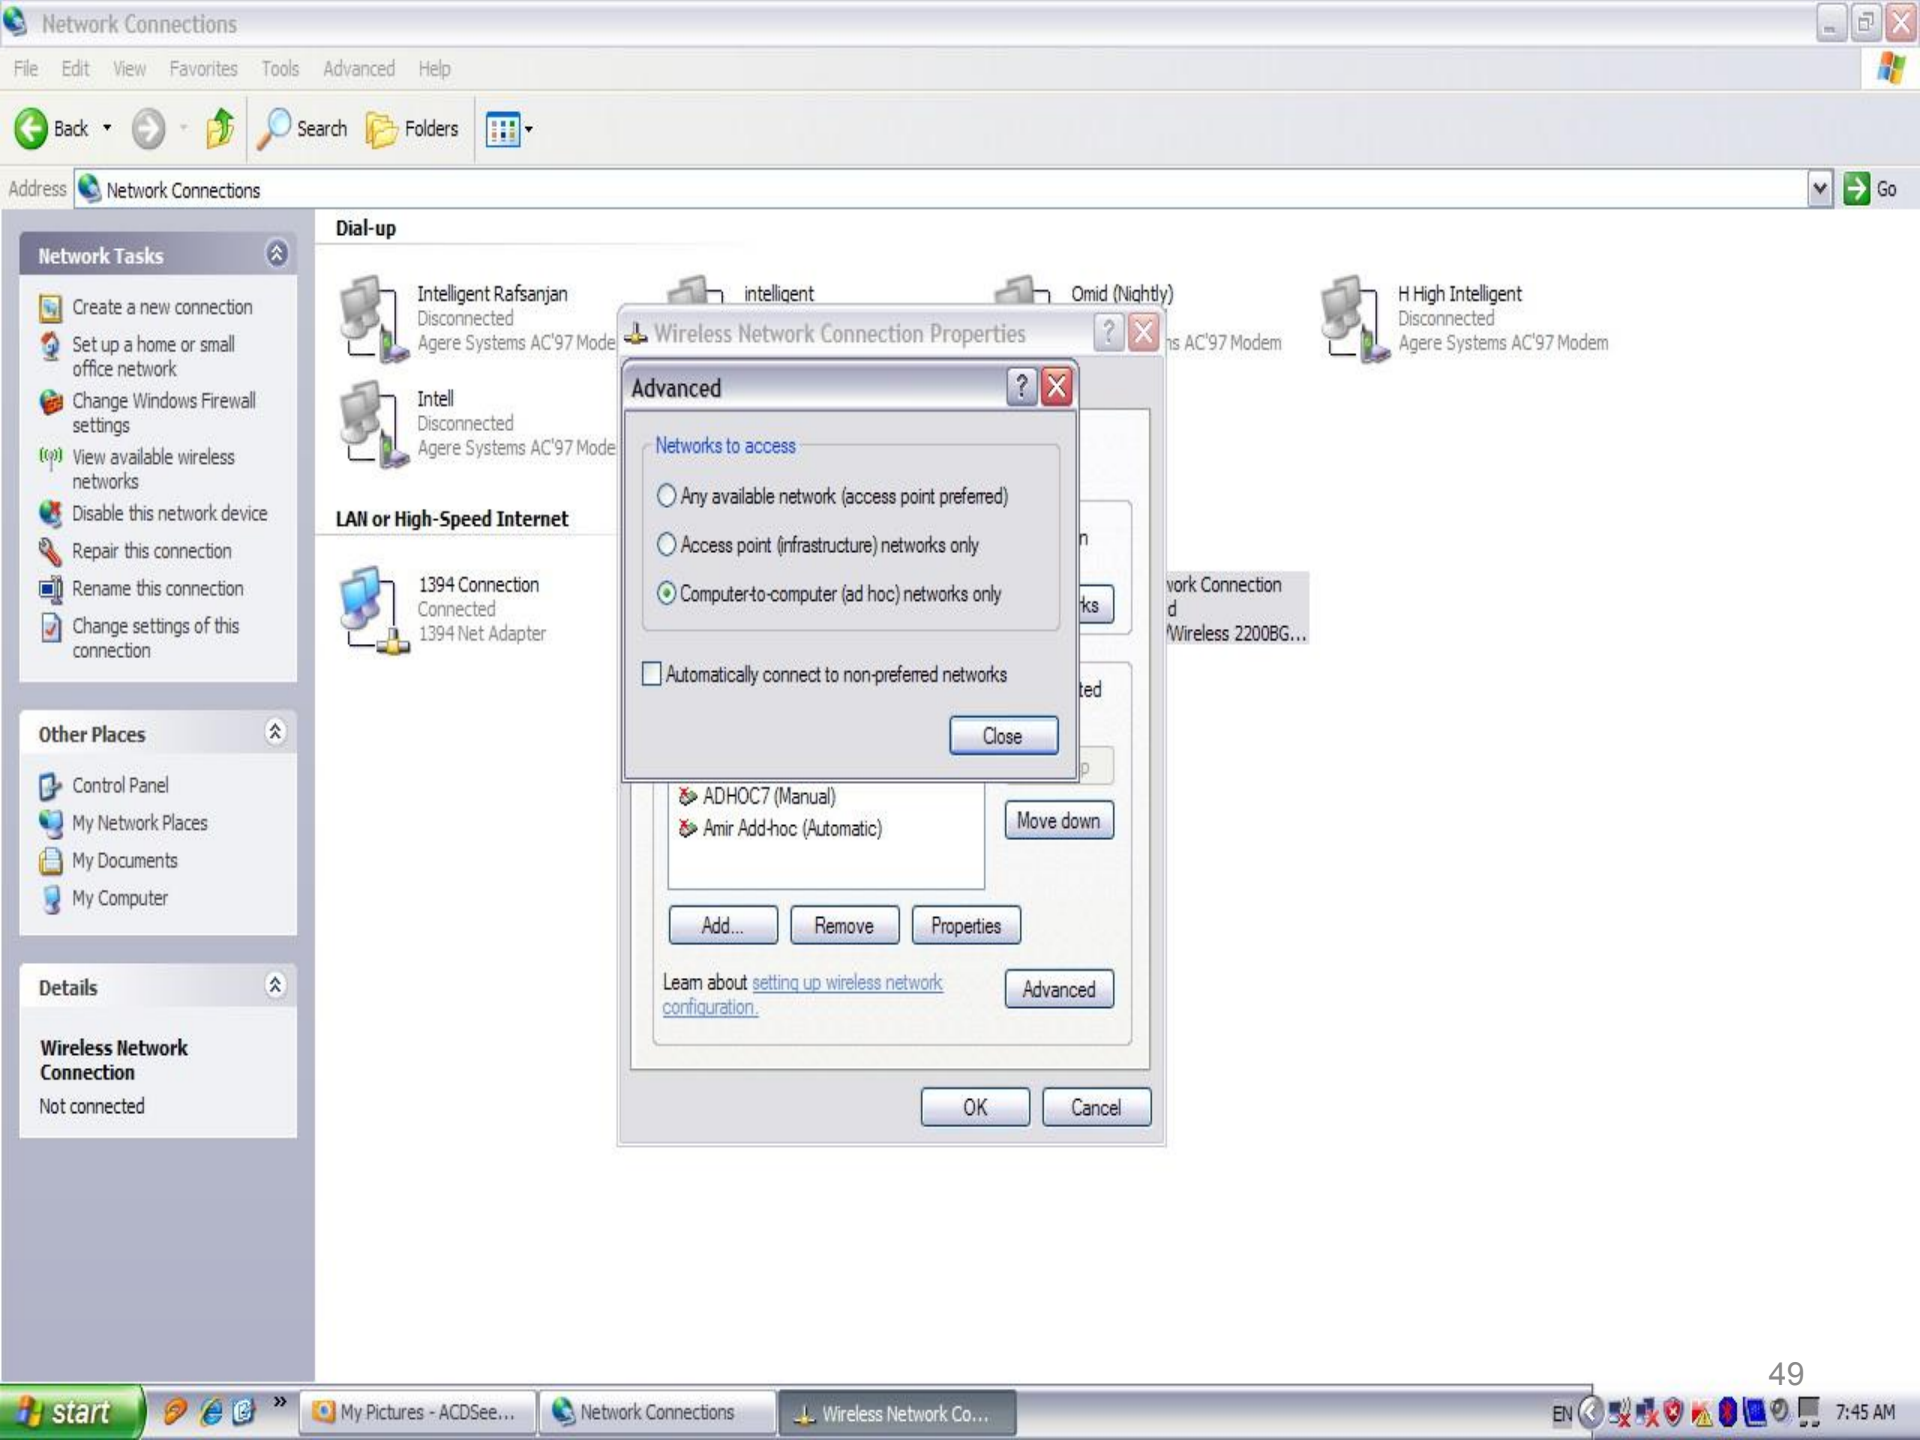 Network Connections
File Edit View Favorites Tools Advanced Help
Back Search Folders
Address Network Connections Go
Network Tasks
Create a new connection
Set up a home or small
office network
Change Windows Firewall
settings
View available wireless
networks
Disable this network device
Repair this connection
Rename this connection
Change settings of this
connection
Other Places
Control Panel
My Network Places
My Documents
My Computer
Details
Wireless Network
Connection
Not connected
Dial-up
Intelligent Rafsanjan
Disconnected
Agere Systems AC'97 Mode
intelligent
Omid (Nightly)
AC'97 Modem
H High Intelligent
Disconnected
Agere Systems AC'97 Modem
Intell
Disconnected
Agere Systems AC'97 Mode
LAN or High-Speed Internet
1394 Connection
Connected
1394 Net Adapter
Connection
Wireless 2200BG...
Wireless Network Connection Properties
Advanced
Networks to access
Any available network (access point preferred)
Access point (infrastructure) networks only
Computer-to-computer (ad hoc) networks only
Automatically connect to non-preferred networks
Close
ADHOC7 (Manual)
Amir Add-hoc (Automatic)
Move down
Add... Remove Properties
Learn about setting up wireless network
configuration.
Advanced
OK Cancel
49
start My Pictures - ACDSee... Network Connections Wireless Network Co... EN 7:45 AM